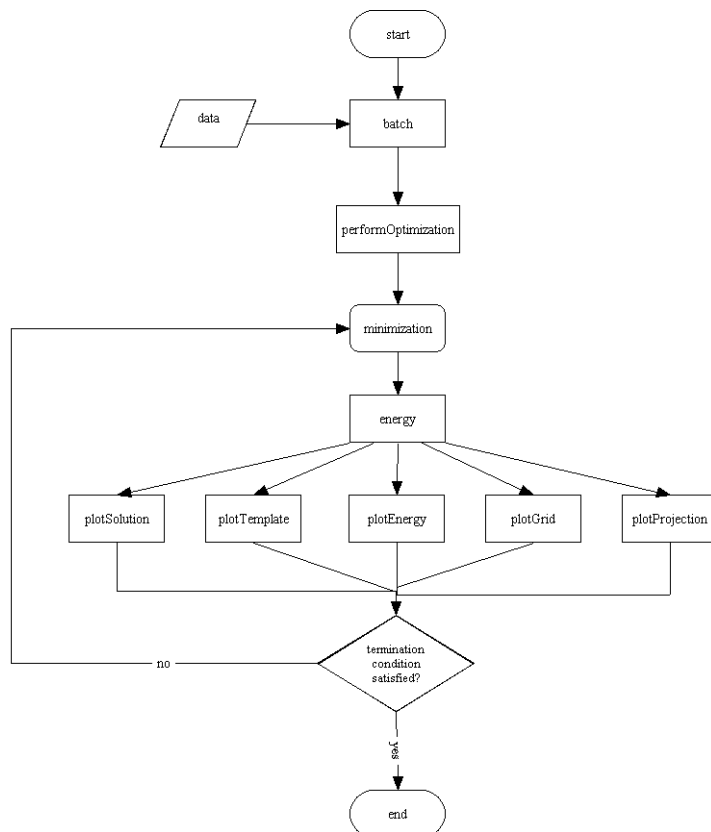 start
data
batch
performOptimization
minimization
energy
plotSolution
plotTemplate
plotEnergy
plotGrid
plotProjection
termination
condition
satisfied?
no
yes
end